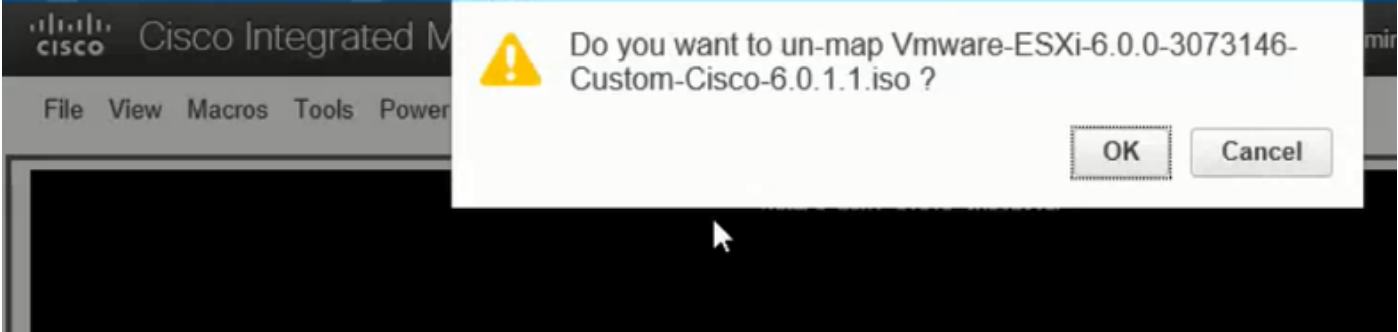 CISCO
Cisco Integrated M
Do you want to un-map Vmware-ESXi-6.0.0-3073146-
Custom-Cisco-6.0.1.1.iso ?
File View Macros Tools Power
OK Cancel